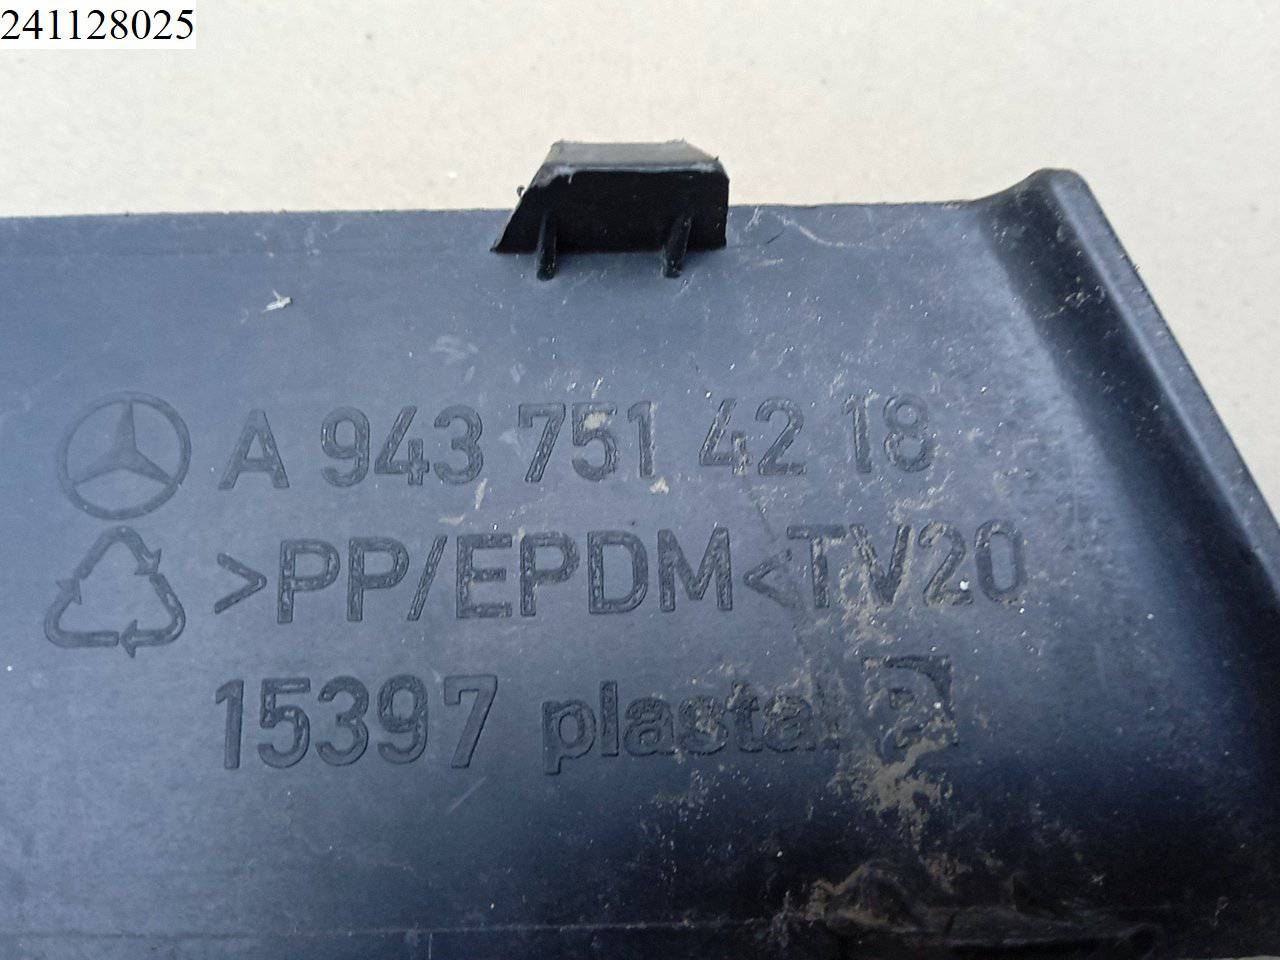 241128025
A 943 751 42 18
>PP/EPDM<TV20
15397 plastal P